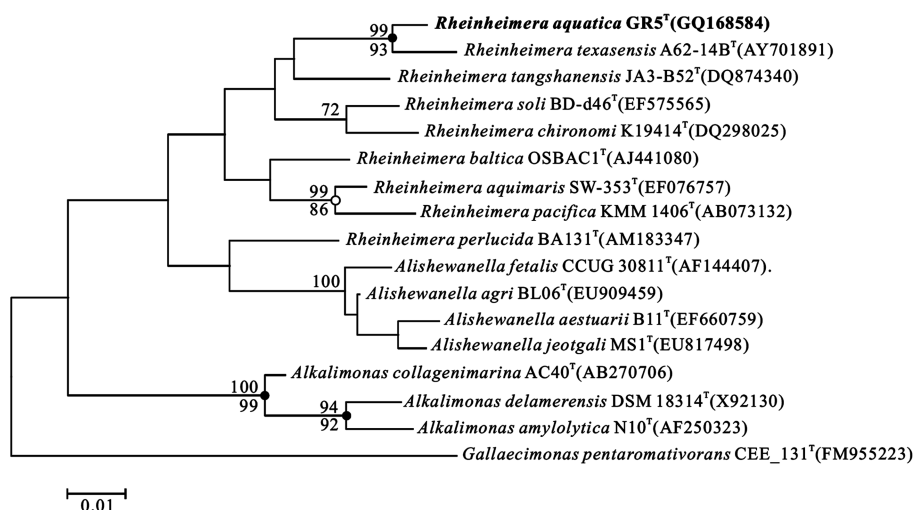 99
Rheinheimera aquatica GR5ᵀ(GQ168584)
93
Rheinheimera texasensis A62-14Bᵀ(AY701891)
Rheinheimera tangshanensis JA3-B52ᵀ(DQ874340)
Rheinheimera soli BD-d46ᵀ(EF575565)
72
Rheinheimera chironomi K19414ᵀ(DQ298025)
Rheinheimera baltica OSBAC1ᵀ(AJ441080)
99
Rheinheimera aquimaris SW-353ᵀ(EF076757)
86
Rheinheimera pacifica KMM 1406ᵀ(AB073132)
Rheinheimera perlucida BA131ᵀ(AM183347)
Alishewanella fetalis CCUG 30811ᵀ(AF144407).
100
Alishewanella agri BL06ᵀ(EU909459)
Alishewanella aestuarii B11ᵀ(EF660759)
Alishewanella jeotgali MS1ᵀ(EU817498)
Alkalimonas collagenimarina AC40ᵀ(AB270706)
100
99
94
Alkalimonas delamerensis DSM 18314ᵀ(X92130)
92
Alkalimonas amylolytica N10ᵀ(AF250323)
Gallaecimonas pentaromativorans CEE_131ᵀ(FM955223)
0.01